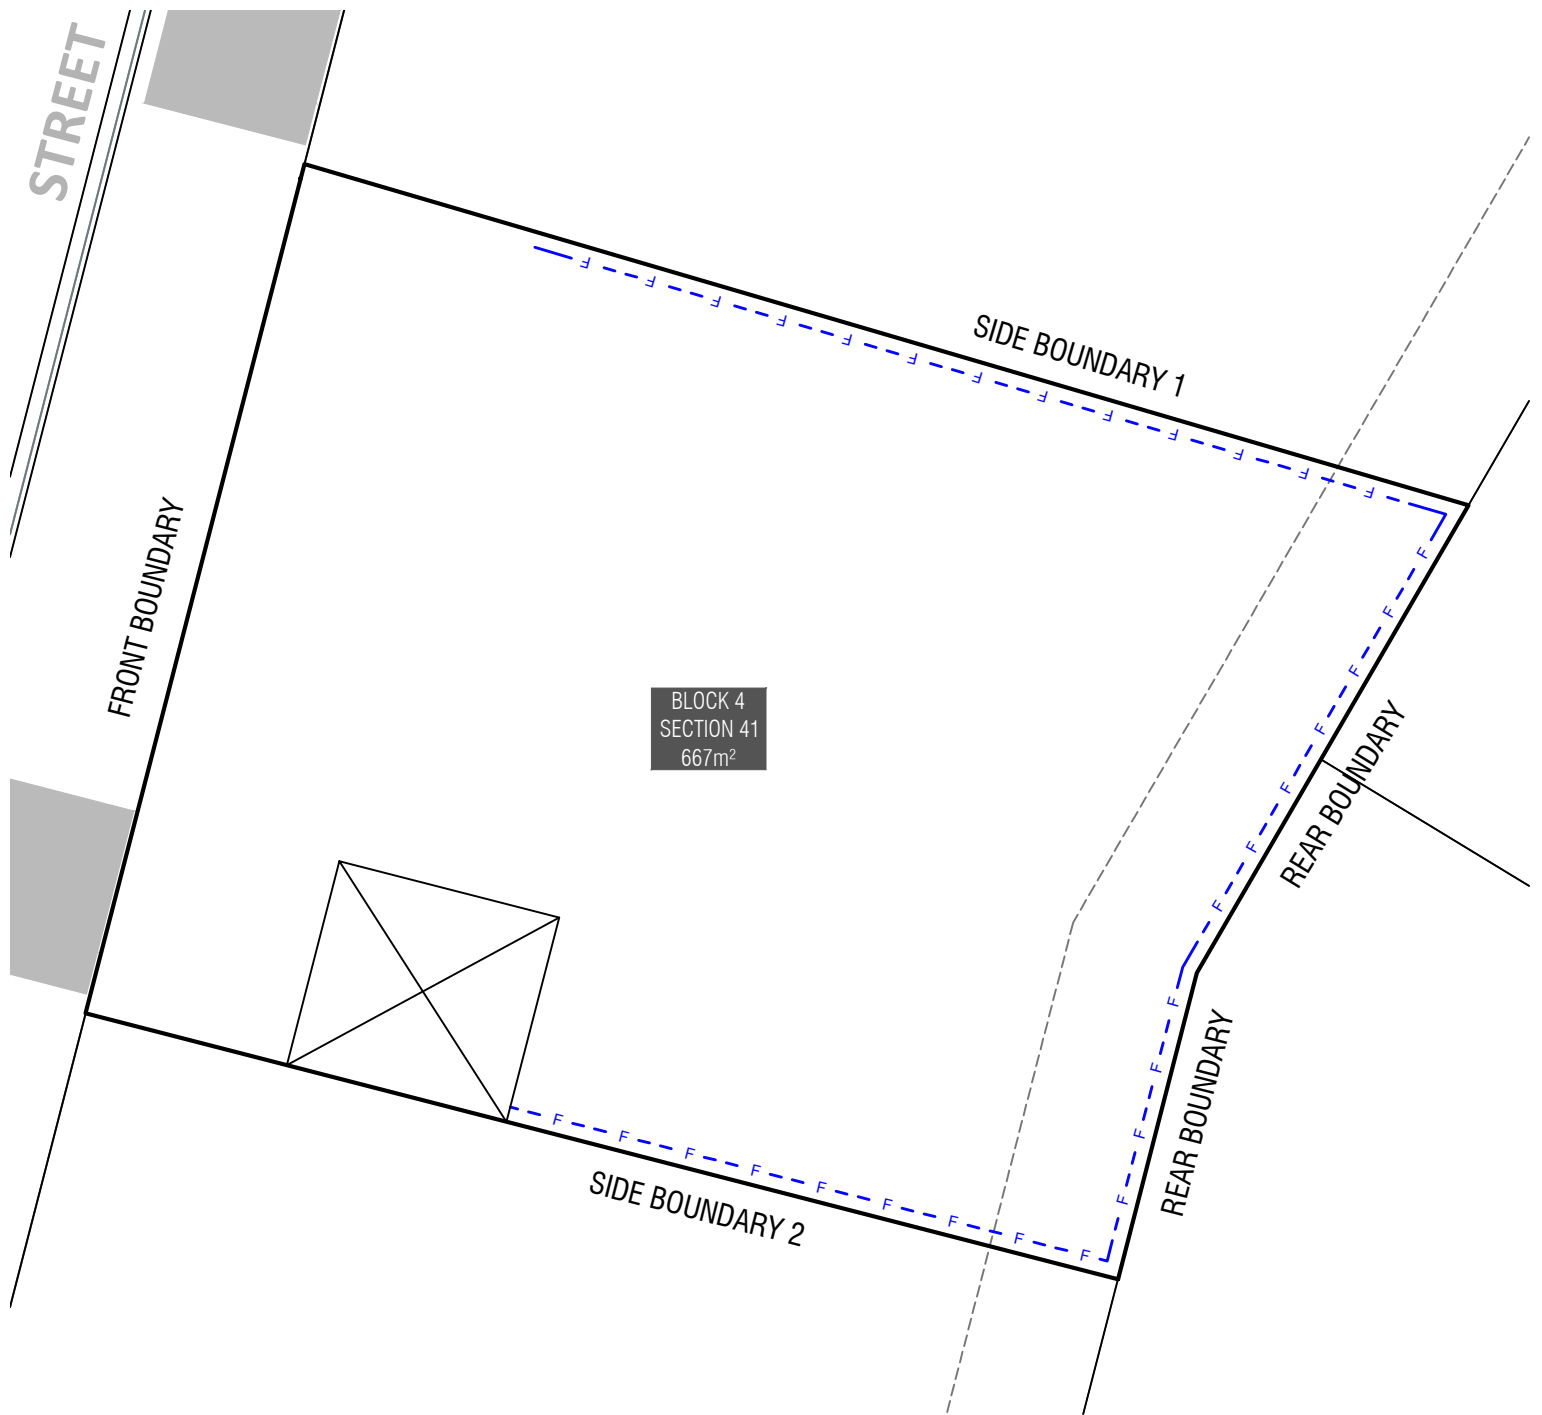 STREET
F F F F F F F F F F F F F
SIDE BOUNDARY 1
FRONT BOUNDARY
BLOCK 4
SECTION 41
667m²
F F F F F F F
REAR BOUNDARY
F F F F
REAR BOUNDARY
F F F F F F F F F
SIDE BOUNDARY 2